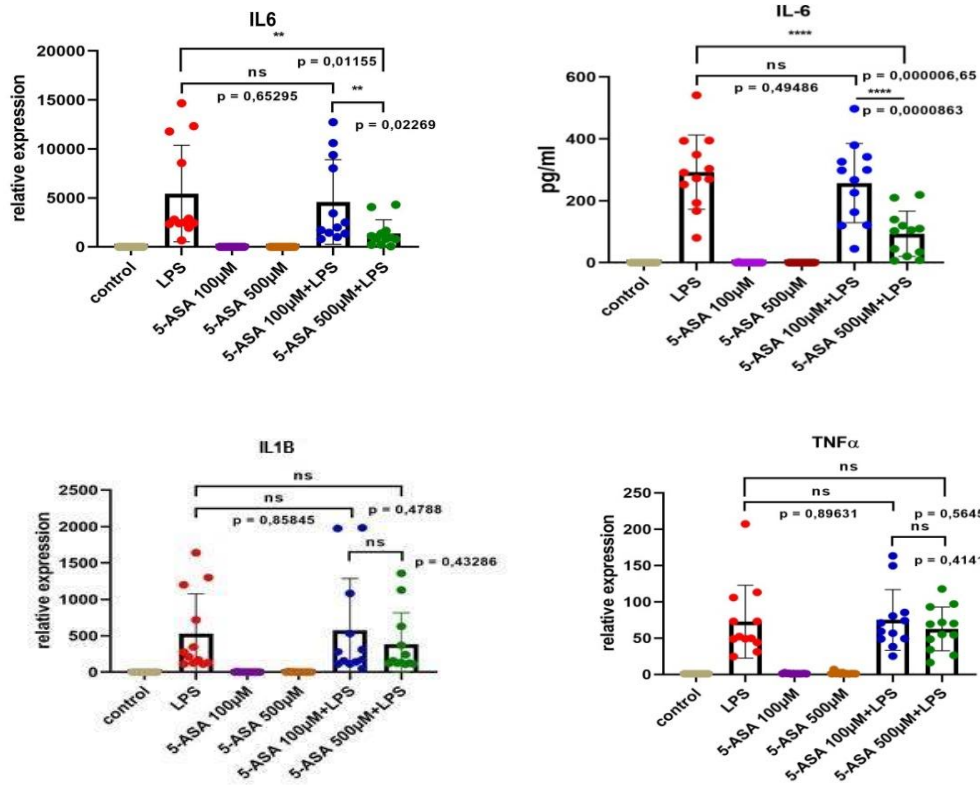 IL6
**
p = 0,01155
ns
p = 0,65295
**
p = 0,02269
relative expression
20000
15000
10000
5000
0
control
LPS
5-ASA 100µM
5-ASA 500µM
5-ASA 100µM+LPS
5-ASA 500µM+LPS
IL-6
****
p = 0,000006,65
ns
p = 0,49486
****
p = 0,0000863
pg/ml
600
400
200
0
control
LPS
5-ASA 100µM
5-ASA 500µM
5-ASA 100µM+LPS
5-ASA 500µM+LPS
IL1B
ns
p = 0,4788
ns
p = 0,85845
ns
p = 0,43286
relative expression
2500
2000
1500
1000
500
0
control
LPS
5-ASA 100µM
5-ASA 500µM
5-ASA 100µM+LPS
5-ASA 500µM+LPS
TNFα
ns
p = 0,5645
ns
p = 0,89631
ns
p = 0,4141
relative expression
250
200
150
100
50
0
control
LPS
5-ASA 100µM
5-ASA 500µM
5-ASA 100µM+LPS
5-ASA 500µM+LPS